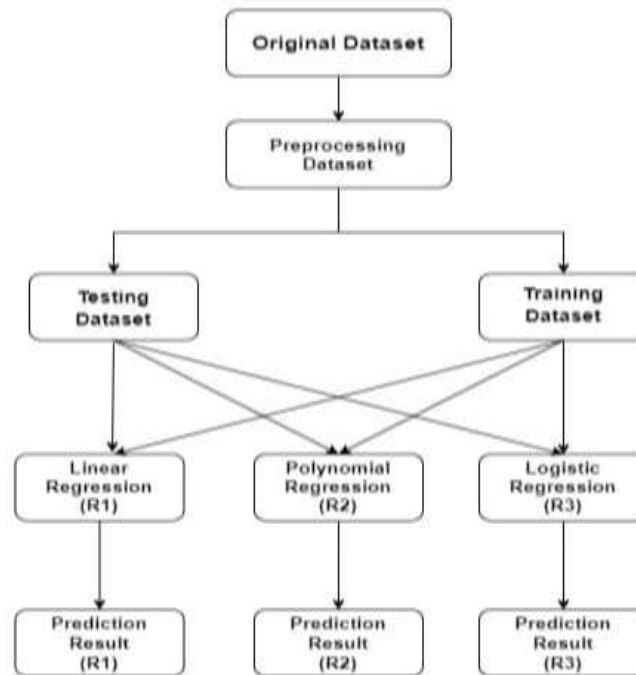 Original Dataset
Preprocessing
Dataset
Testing
Dataset
Training
Dataset
Linear
Regression
(R1)
Polynomial
Regression
(R2)
Logistic
Regression
(R3)
Prediction
Result
(R1)
Prediction
Result
(R2)
Prediction
Result
(R3)